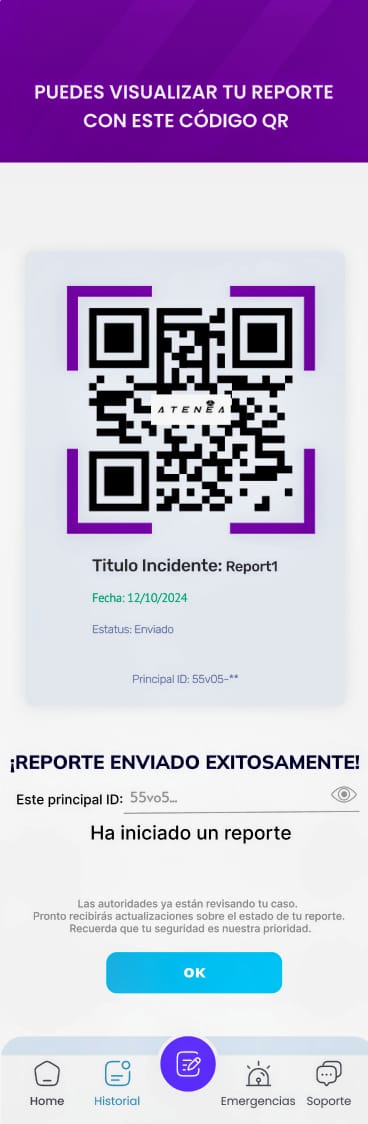 PUEDES VISUALIZAR TU REPORTE
CON ESTE CÓDIGO QR
ATENEA
Titulo Incidente: Report1
Fecha: 12/10/2024
Estatus: Enviado
Principal ID: 55v05-**
¡REPORTE ENVIADO EXITOSAMENTE!
Este principal ID: 55vo5...
Ha iniciado un reporte
Las autoridades ya están revisando tu caso.
Pronto recibirás actualizaciones sobre el estado de tu reporte.
Recuerda que tu seguridad es nuestra prioridad.
OK
Home Historial Emergencias Soporte